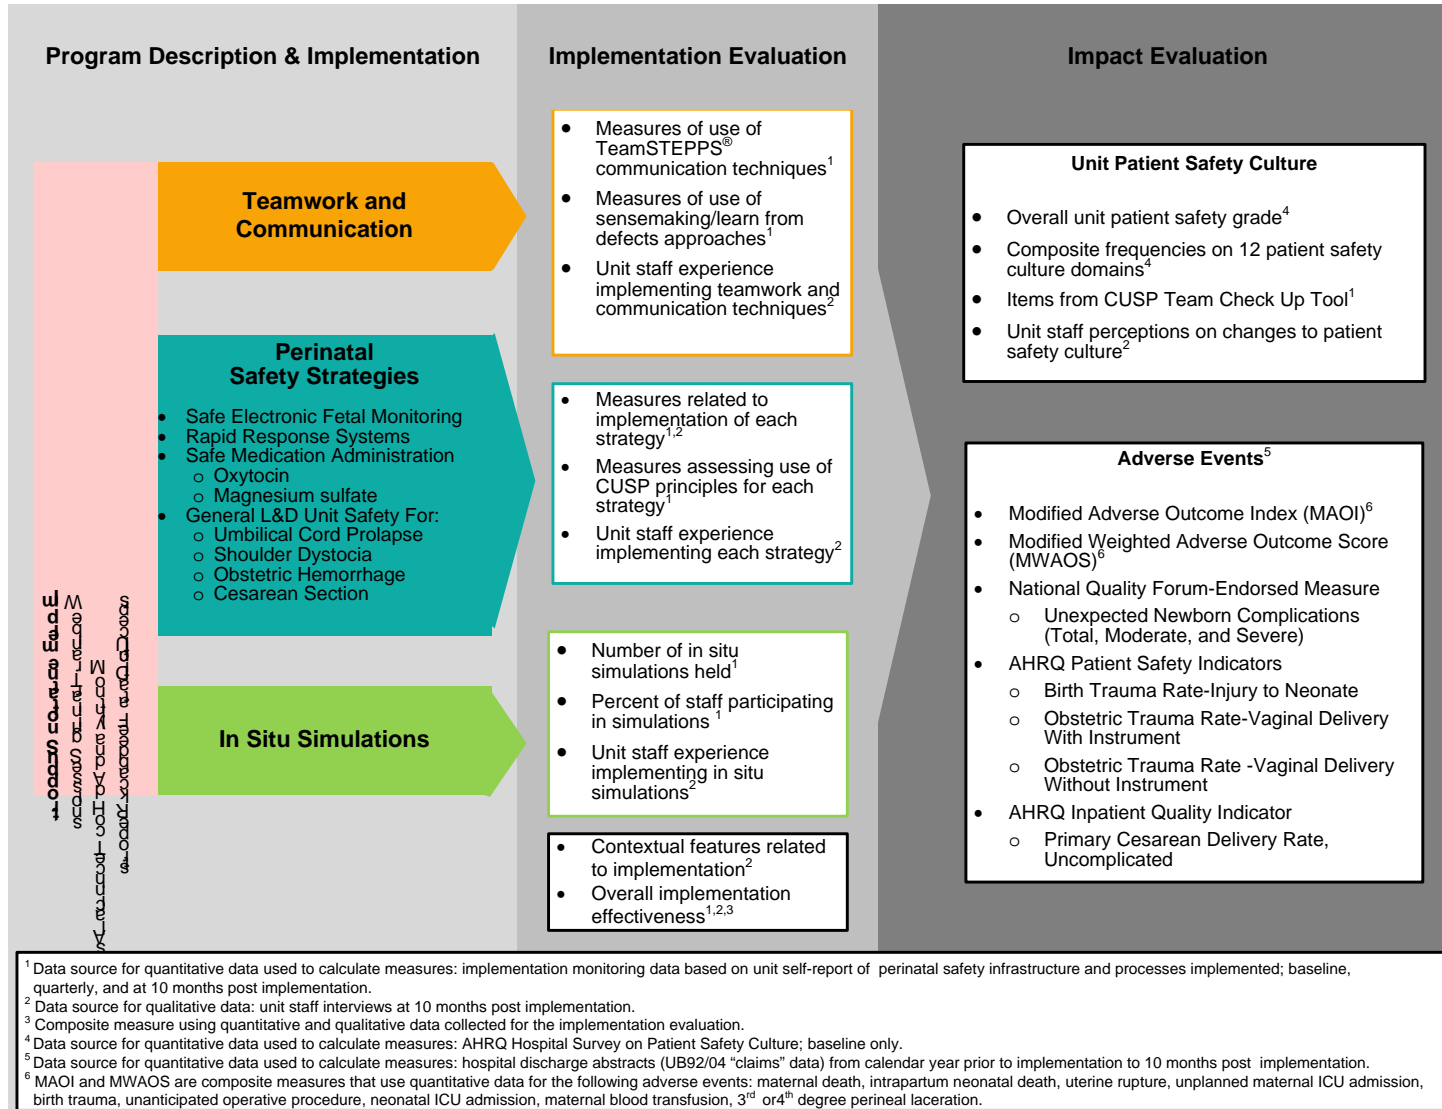 Program Description & Implementation
Teamwork and
Communication
Perinatal
Safety Strategies
• Safe Electronic Fetal Monitoring
• Rapid Response Systems
• Safe Medication Administration
o Oxytocin
o Magnesium sulfate
• General L&D Unit Safety For:
o Umbilical Cord Prolapse
o Shoulder Dystocia
o Obstetric Hemorrhage
o Cesarean Section
In Situ Simulations
Implementation Evaluation
• Measures of use of
TeamSTEPPS®
communication techniques1
• Measures of use of
sensemaking/learn from
defects approaches1
• Unit staff experience
implementing teamwork and
communication techniques2
• Measures related to
implementation of each
strategy1,2
• Measures assessing use of
CUSP principles for each
strategy1
• Unit staff experience
implementing each strategy2
• Number of in situ
simulations held1
• Percent of staff participating
in simulations 1
• Unit staff experience
implementing in situ
simulations2
• Contextual features related
to implementation2
• Overall implementation
effectiveness1,2,3
Impact Evaluation
Unit Patient Safety Culture
• Overall unit patient safety grade4
• Composite frequencies on 12 patient safety
culture domains4
• Items from CUSP Team Check Up Tool1
• Unit staff perceptions on changes to patient
safety culture2
Adverse Events5
• Modified Adverse Outcome Index (MAOI)6
• Modified Weighted Adverse Outcome Score
(MWAOS)6
• National Quality Forum-Endorsed Measure
o Unexpected Newborn Complications
(Total, Moderate, and Severe)
• AHRQ Patient Safety Indicators
o Birth Trauma Rate-Injury to Neonate
o Obstetric Trauma Rate-Vaginal Delivery
With Instrument
o Obstetric Trauma Rate -Vaginal Delivery
Without Instrument
• AHRQ Inpatient Quality Indicator
o Primary Cesarean Delivery Rate,
Uncomplicated
1 Data source for quantitative data used to calculate measures: implementation monitoring data based on unit self-report of perinatal safety infrastructure and processes implemented; baseline,
quarterly, and at 10 months post implementation.
2 Data source for qualitative data: unit staff interviews at 10 months post implementation.
3 Composite measure using quantitative and qualitative data collected for the implementation evaluation.
4 Data source for quantitative data used to calculate measures: AHRQ Hospital Survey on Patient Safety Culture; baseline only.
5 Data source for quantitative data used to calculate measures: hospital discharge abstracts (UB92/04 “claims” data) from calendar year prior to implementation to 10 months post implementation.
6 MAOI and MWAOS are composite measures that use quantitative data for the following adverse events: maternal death, intrapartum neonatal death, uterine rupture, unplanned maternal ICU admission,
birth trauma, unanticipated operative procedure, neonatal ICU admission, maternal blood transfusion, 3rd or4th degree perineal laceration.